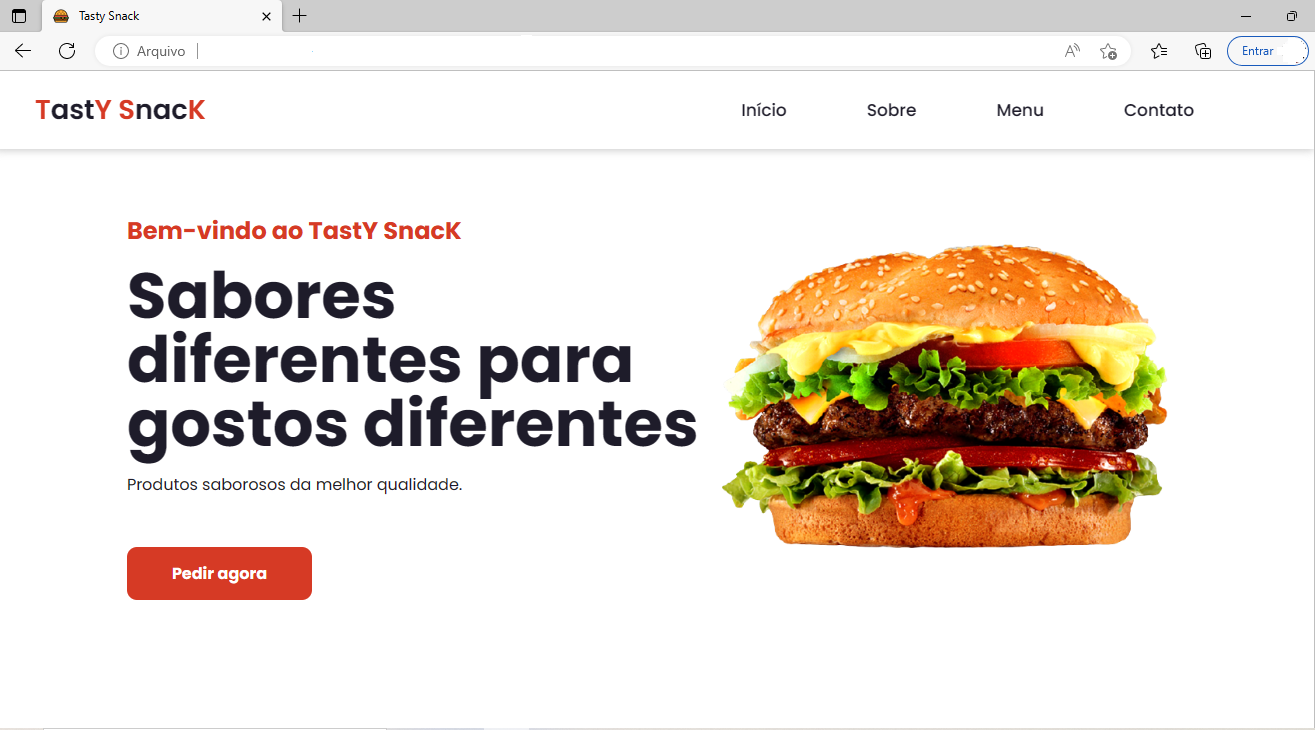 Tasty Snack
Arquivo
Entrar
TastY SnacK
Início Sobre Menu Contato
Bem-vindo ao TastY SnacK
Sabores
diferentes para
gostos diferentes
Produtos saborosos da melhor qualidade.
Pedir agora